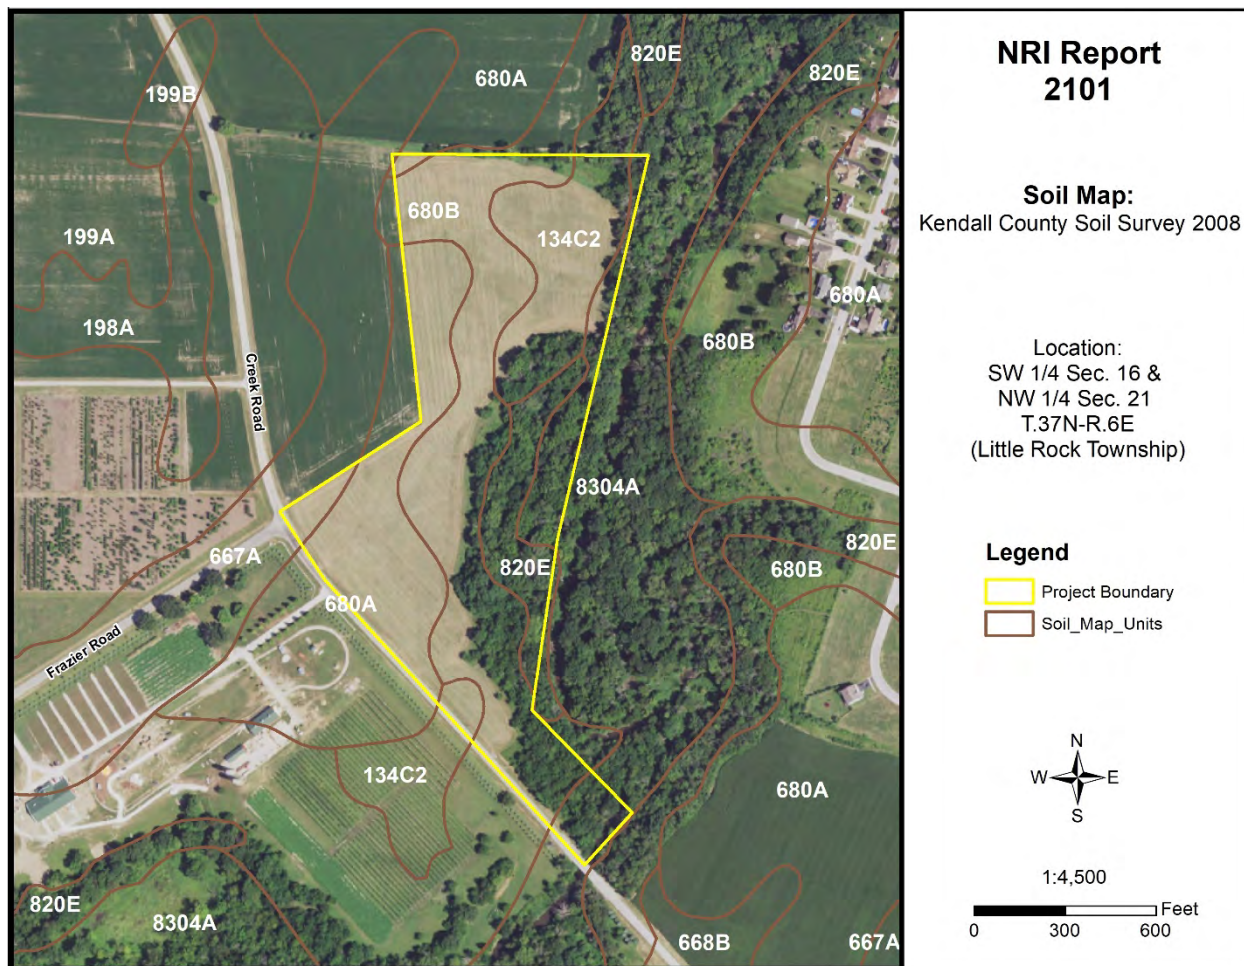 820E
820E
680A
199B
680B
134C2
199A
198A
680A
680B
Creek Road
8304A
667A
820E
680B
820E
680A
Frazier Road
134C2
680A
820E
8304A
668B
667A
NRI Report
2101
Soil Map:
Kendall County Soil Survey 2008
Location:
SW 1/4 Sec. 16 &
NW 1/4 Sec. 21
T.37N-R.6E
(Little Rock Township)
Legend
Project Boundary
Soil_Map_Units
N
W E
S
1:4,500
Feet
0 300 600